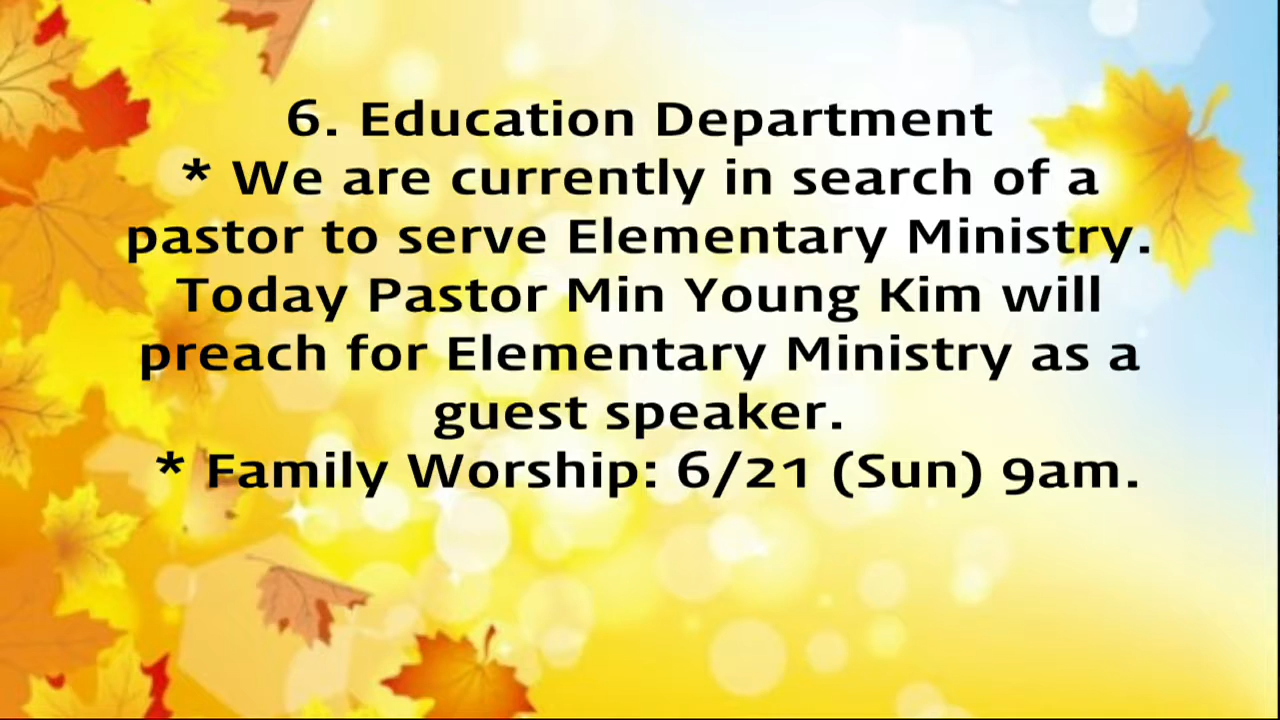 6. Education Department
* We are currently in search of a
pastor to serve Elementary Ministry.
Today Pastor Min Young Kim will
preach for Elementary Ministry as a
guest speaker.
* Family Worship: 6/21 (Sun) 9am.